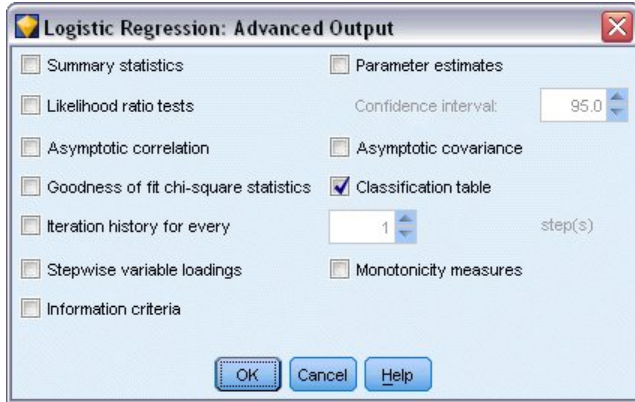 Logistic Regression: Advanced Output
Summary statistics
Parameter estimates
Likelihood ratio tests
Confidence interval:
95.0
Asymptotic correlation
Asymptotic covariance
Goodness of fit chi-square statistics
Classification table
Iteration history for every
1
step(s)
Stepwise variable loadings
Monotonicity measures
Information criteria
OK
Cancel
Help